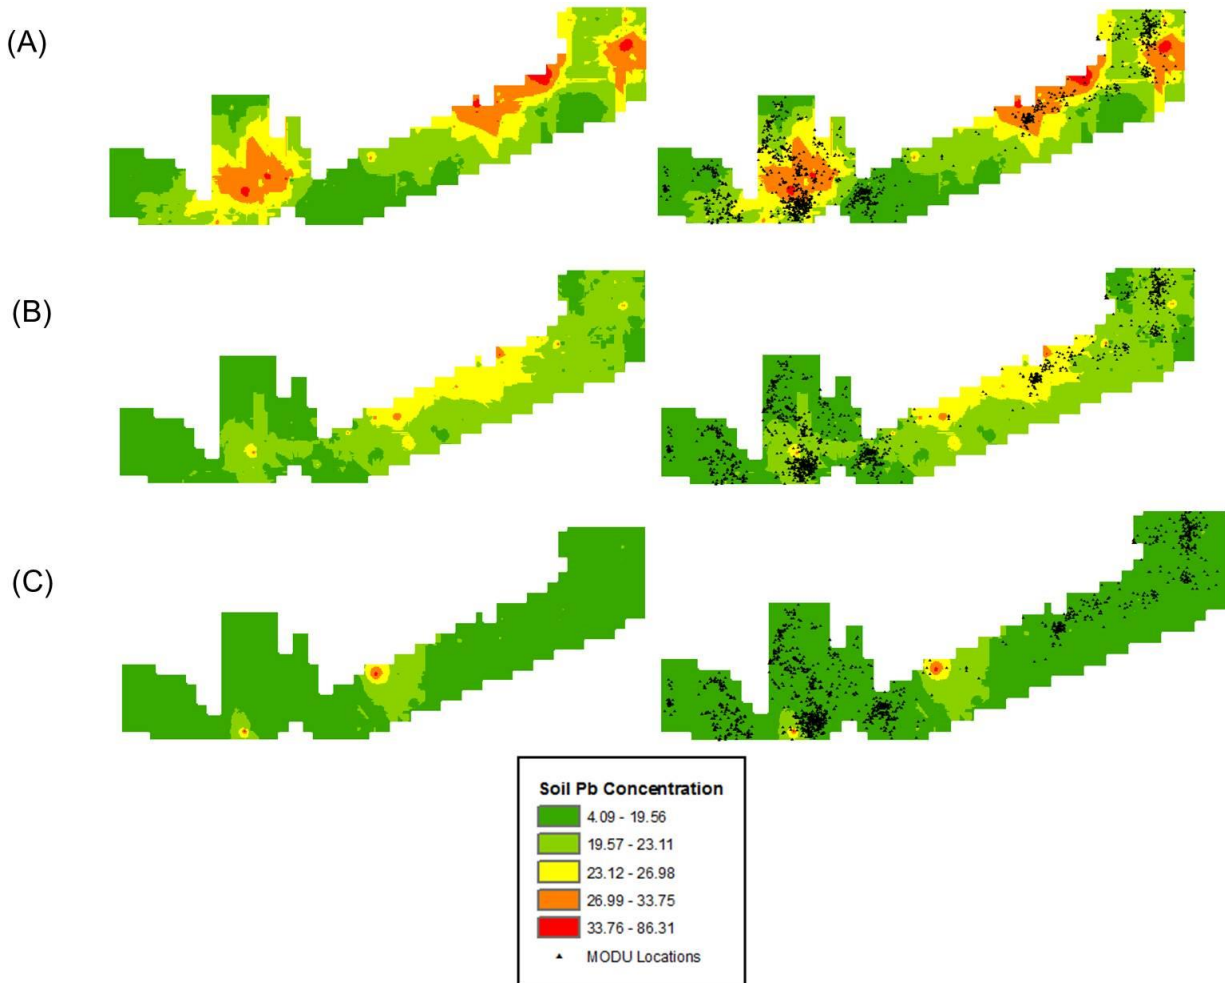 (A)
(B)
(C)
Soil Pb Concentration
4.09 - 19.56
19.57 - 23.11
23.12 - 26.98
26.99 - 33.75
33.76 - 86.31
MODU Locations